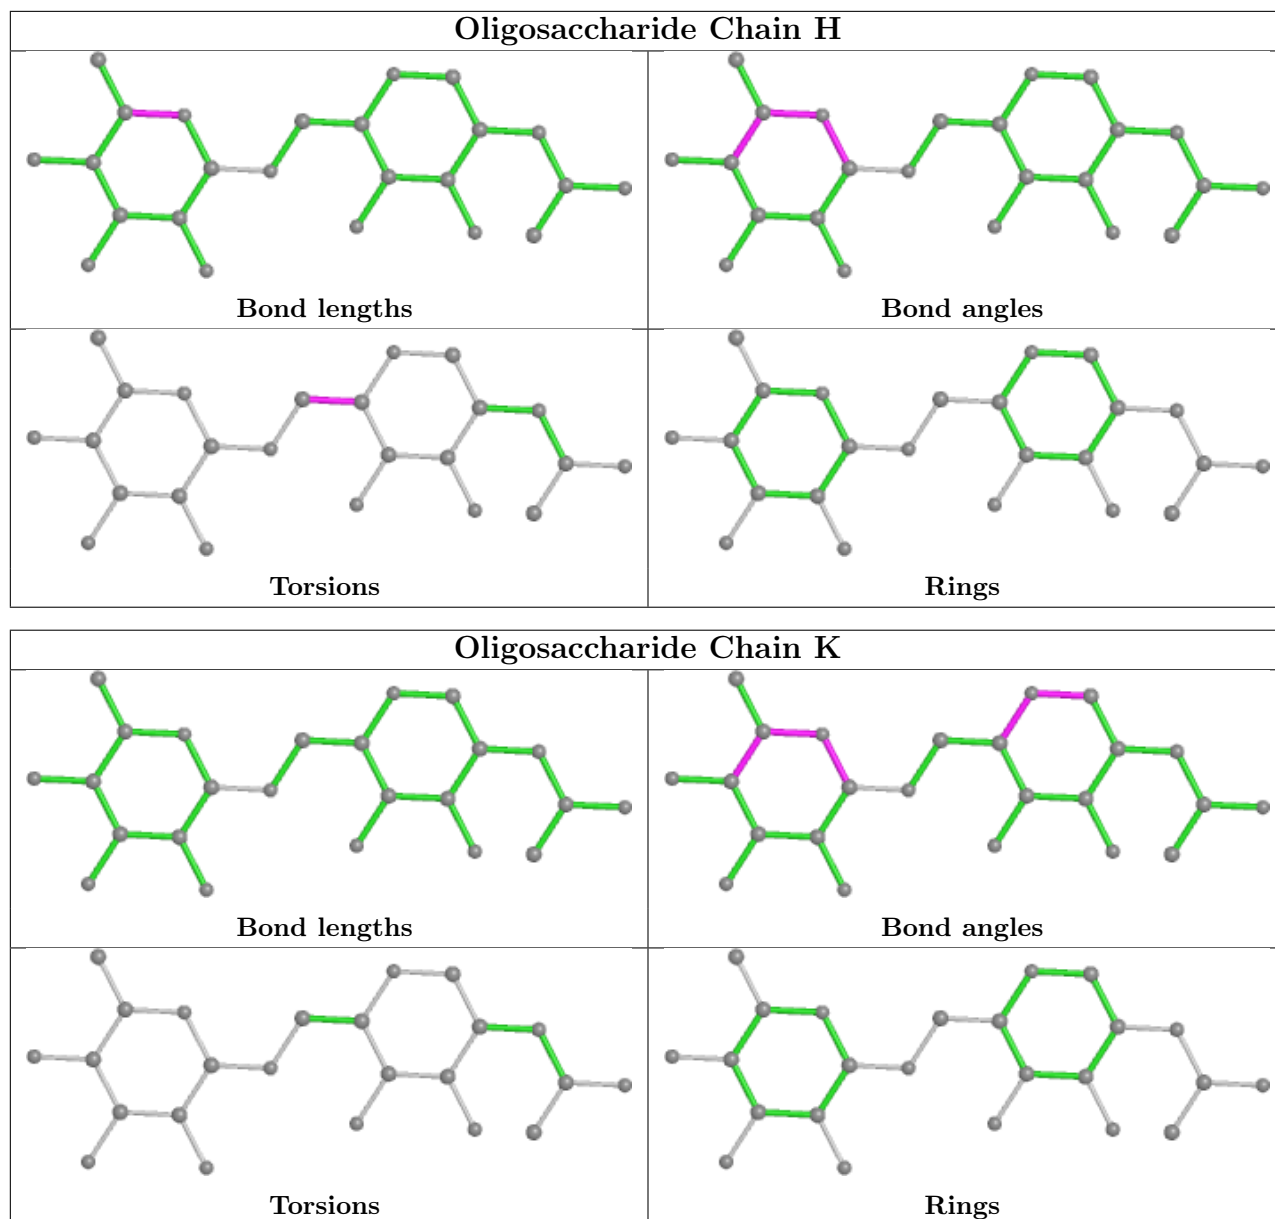 Oligosaccharide Chain H
Bond lengths
Bond angles
Torsions
Rings
Oligosaccharide Chain K
Bond lengths
Bond angles
Torsions
Rings